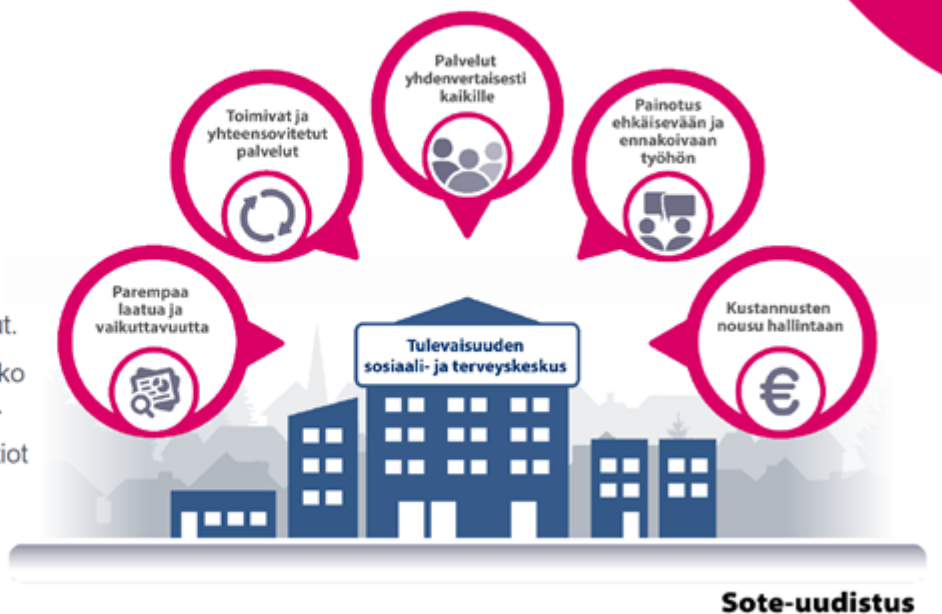 Palvelut
yhdenvertaisesti
kaikille
Toimivat ja
yhteensovitetut
palvelut
Painotus
ehkäisevään ja
ennakoivaan
työhön
Parempaa
laatua ja
vaikuttavuutta
Kustannusten
nousu hallintaan
€
Tulevaisuuden
sosiaali- ja terveyskeskus
Sote-uudistus